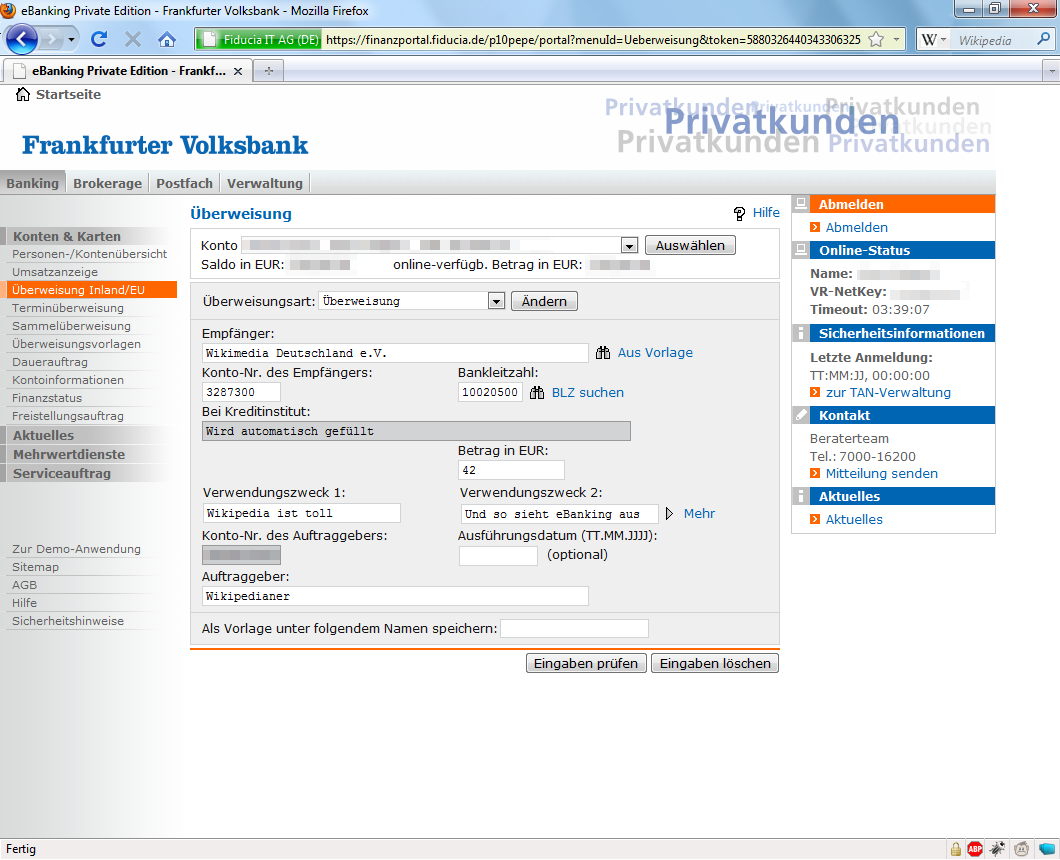 eBanking Private Edition - Frankfurter Volksbank - Mozilla Firefox
Fiducia IT AG (DE) https://finanzportal.fiducia.de/p10pepe/portal?menuId=Ueberweisung&token=5880326440343306325
W Wikipedia
eBanking Private Edition - Frankf...
Startseite
Privatkunden Privatkunden Privatkunden
Privatkunden
Privatkunden Privatkunden
Frankfurter Volksbank
Banking Brokerage Postfach Verwaltung
Überweisung
Hilfe
Konto
Auswählen
Saldo in EUR: online-verfügb. Betrag in EUR:
Überweisungsart: Überweisung Ändern
Empfänger:
Wikimedia Deutschland e.V. Aus Vorlage
Konto-Nr. des Empfängers: Bankleitzahl:
3287300 10020500 BLZ suchen
Bei Kreditinstitut:
Wird automatisch gefüllt
Betrag in EUR:
42
Verwendungszweck 1: Verwendungszweck 2:
Wikipedia ist toll Und so sieht eBanking aus Mehr
Konto-Nr. des Auftraggebers: Ausführungsdatum (TT.MM.JJJJ):
(optional)
Auftraggeber:
Wikipedianer
Als Vorlage unter folgendem Namen speichern:
Eingaben prüfen Eingaben löschen
Konten & Karten
Personen-/Kontenübersicht
Umsatzanzeige
Überweisung Inland/EU
Terminüberweisung
Sammelüberweisung
Überweisungsvorlagen
Dauerauftrag
Kontoinformationen
Finanzstatus
Freistellungsauftrag
Aktuelles
Mehrwertdienste
Serviceauftrag
Zur Demo-Anwendung
Sitemap
AGB
Hilfe
Sicherheitshinweise
Abmelden
Abmelden
Online-Status
Name:
VR-NetKey:
Timeout: 03:39:07
Sicherheitsinformationen
Letzte Anmeldung:
TT:MM:JJ, 00:00:00
zur TAN-Verwaltung
Kontakt
Beraterteam
Tel.: 7000-16200
Mitteilung senden
Aktuelles
Aktuelles
Fertig
ABP